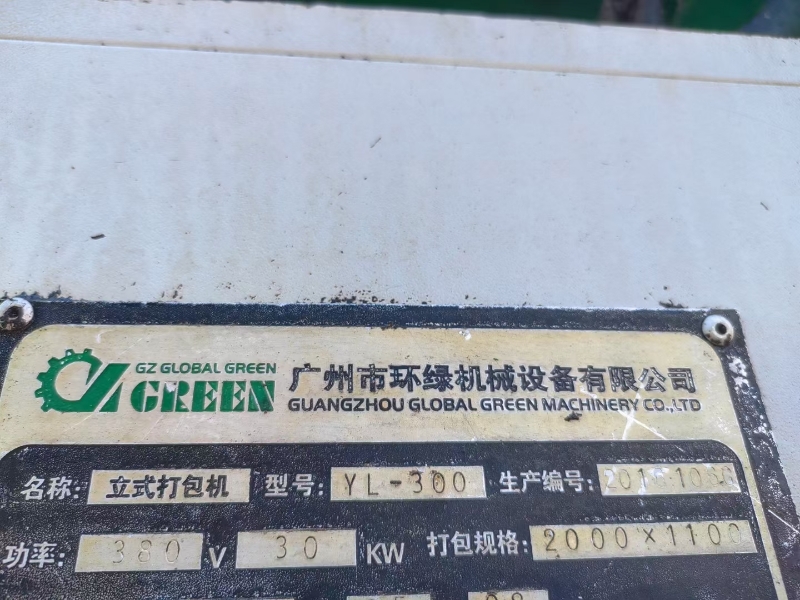 GZ GLOBAL GREEN
GREEN
广州市环绿机械设备有限公司
GUANGZHOU GLOBAL GREEN MACHINERY CO.,LTD
名称: 立式打包机 型号: YL-300 生产编号:
功率: 380 V 30 KW 打包规格: 2000×1100